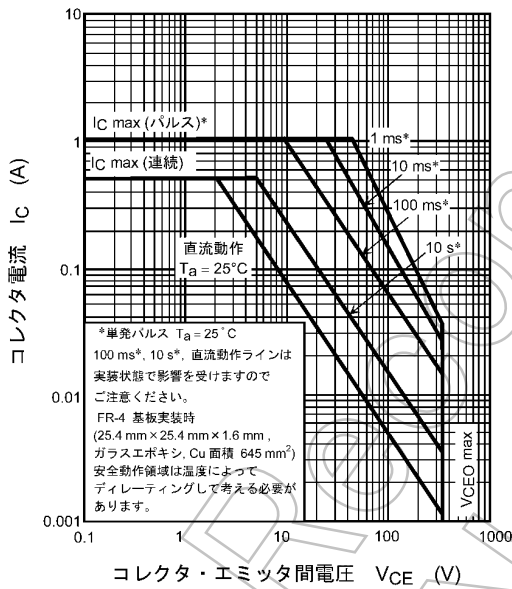 10
IC max (パルス)*
1 ms*
1
IC max (連続)
10 ms*
100 ms*
10 s*
直流動作
Ta = 25°C
0.1
*単発パルス Ta = 25°C
100 ms*, 10 s*, 直流動作ラインは
実装状態で影響を受けますので
ご注意ください。
FR-4 基板実装時
(25.4 mm × 25.4 mm × 1.6 mm ,
ガラスエポキシ, Cu 面積 645 mm2)
安全動作領域は温度によって
ディレーティングして考える必要が
あります。
0.01
0.001
VCEO max
コレクタ電流 IC (A)
0.1 1 10 100 1000
コレクタ・エミッタ間電圧 VCE (V)